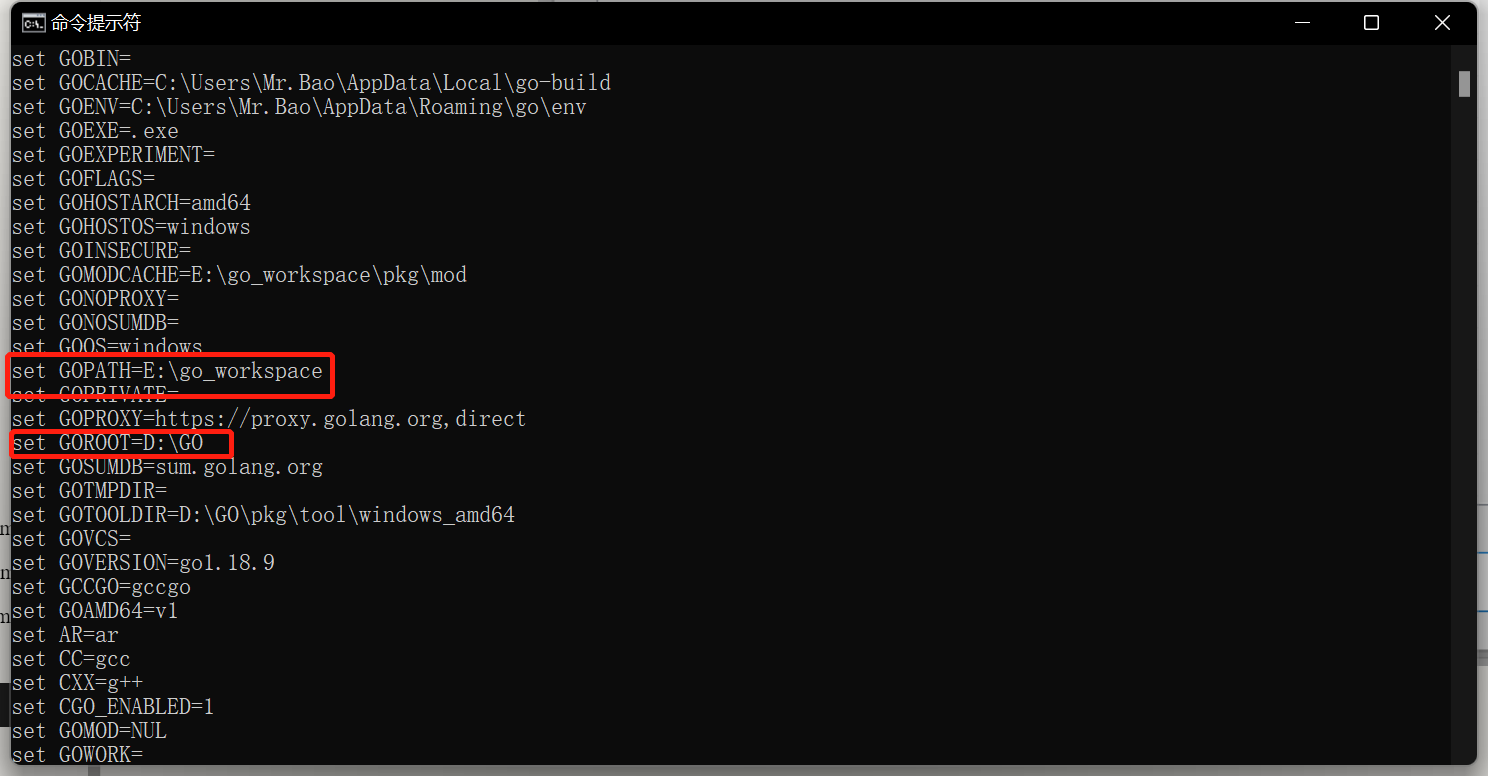 命令提示符
set GOBIN=
set GOCACHE=C:\Users\Mr.Bao\AppData\Local\go-build
set GOENV=C:\Users\Mr.Bao\AppData\Roaming\go\env
set GOEXE=.exe
set GOEXPERIMENT=
set GOFLAGS=
set GOHOSTARCH=amd64
set GOHOSTOS=windows
set GOINSECURE=
set GOMODCACHE=E:\go_workspace\pkg\mod
set GONOPROXY=
set GONOSUMDB=
set GOOS=windows
set GOPATH=E:\go_workspace
set GOPRIVATE=
set GOPROXY=https://proxy.golang.org,direct
set GOROOT=D:\GO
set GOSUMDB=sum.golang.org
set GOTMPDIR=
set GOTOOLDIR=D:\GO\pkg\tool\windows_amd64
set GOVCS=
set GOVERSION=go1.18.9
set GCCGO=gccgo
set GOAMD64=v1
set AR=ar
set CC=gcc
set CXX=g++
set CGO_ENABLED=1
set GOMOD=NUL
set GOWORK=